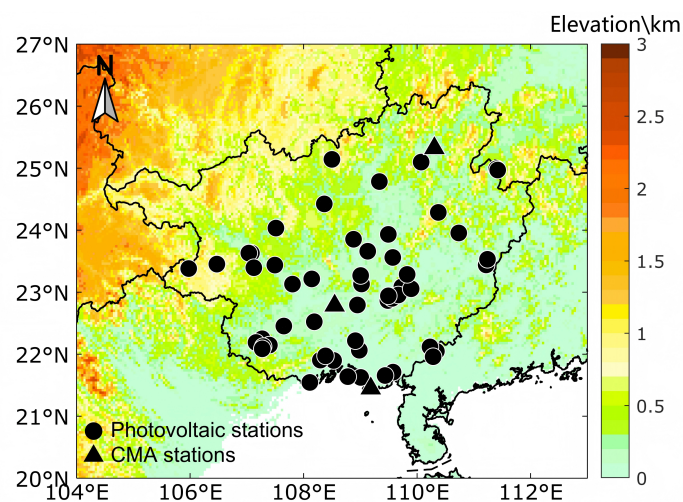 Elevation\km
27°N
26°N
25°N
24°N
23°N
22°N
21°N
20°N
N
Photovoltaic stations
CMA stations
104°E
106°E
108°E
110°E
112°E
3
2.5
2
1.5
1
0.5
0